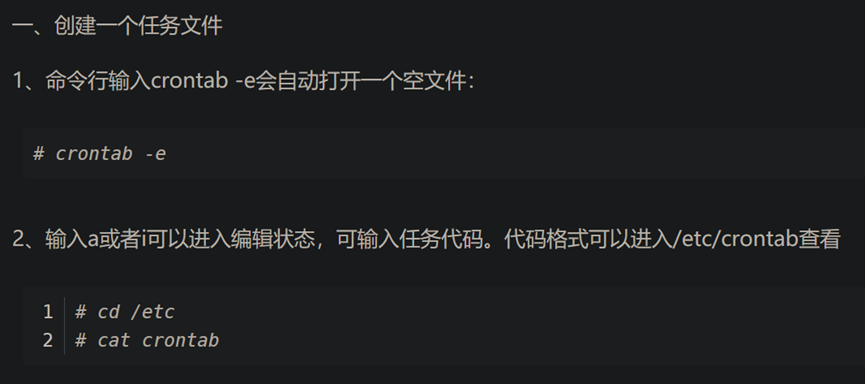 一、创建一个任务文件
1、命令行输入crontab -e会自动打开一个空文件：
# crontab -e
2、输入a或者i可以进入编辑状态，可输入任务代码。代码格式可以进入/etc/crontab查看
1 # cd /etc
2 # cat crontab